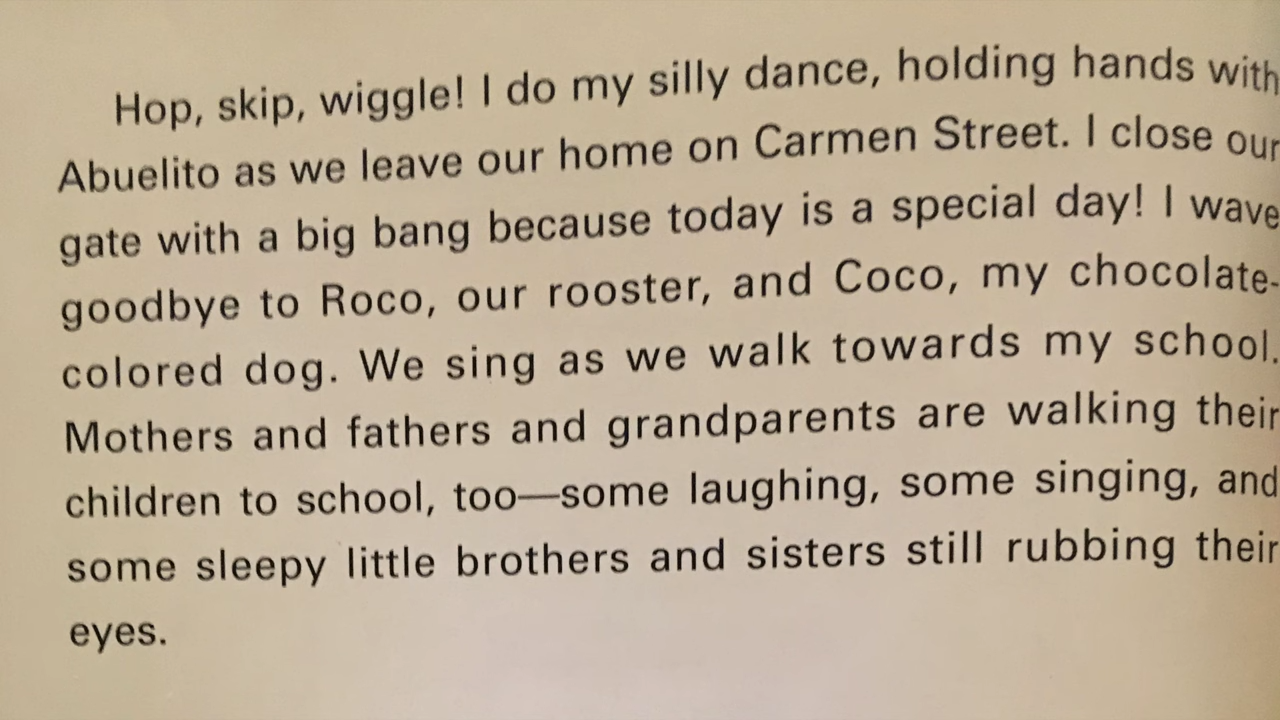 Hop, skip, wiggle! I do my silly dance, holding hands with
Abuelito as we leave our home on Carmen Street. I close our
gate with a big bang because today is a special day! I wave
goodbye to Roco, our rooster, and Coco, my chocolate-
colored dog. We sing as we walk towards my school.
Mothers and fathers and grandparents are walking their
children to school, too—some laughing, some singing, and
some sleepy little brothers and sisters still rubbing their
eyes.